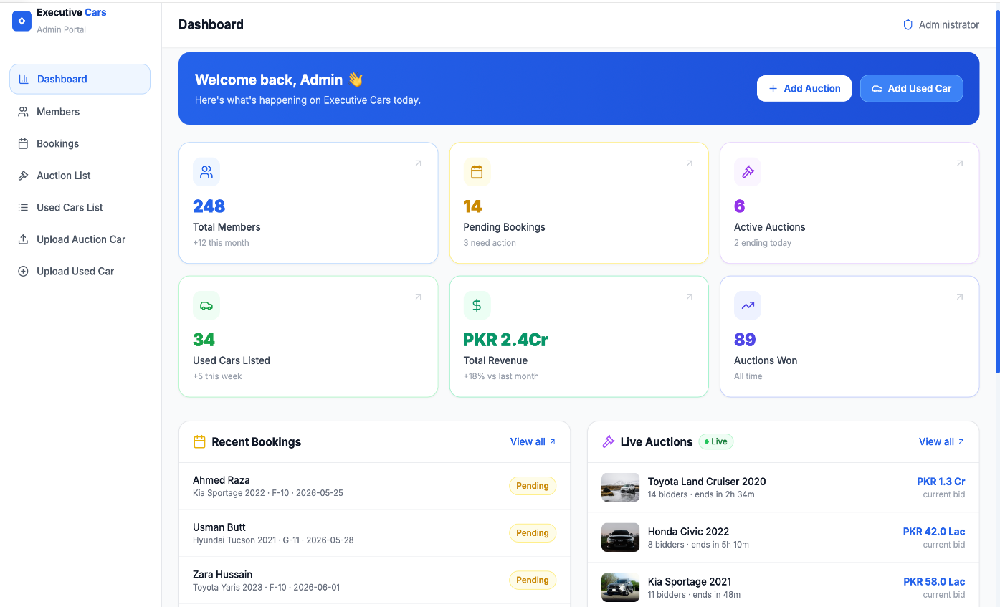 Executive Cars
Admin Portal
Dashboard
Members
Bookings
Auction List
Used Cars List
Upload Auction Car
Upload Used Car
Dashboard
Administrator
Welcome back, Admin 👋
Here's what's happening on Executive Cars today.
Add Auction
Add Used Car
248
Total Members
+12 this month
14
Pending Bookings
3 need action
6
Active Auctions
2 ending today
34
Used Cars Listed
+5 this week
PKR 2.4Cr
Total Revenue
+18% vs last month
89
Auctions Won
All time
Recent Bookings
View all
Ahmed Raza
Kia Sportage 2022 · F-10 · 2026-05-25
Pending
Usman Butt
Hyundai Tucson 2021 · G-11 · 2026-05-28
Pending
Zara Hussain
Toyota Yaris 2023 · F-10 · 2026-06-01
Pending
Live Auctions
Live
View all
Toyota Land Cruiser 2020
14 bidders · ends in 2h 34m
PKR 1.3 Cr
current bid
Honda Civic 2022
8 bidders · ends in 5h 10m
PKR 42.0 Lac
current bid
Kia Sportage 2021
11 bidders · ends in 48m
PKR 58.0 Lac
current bid